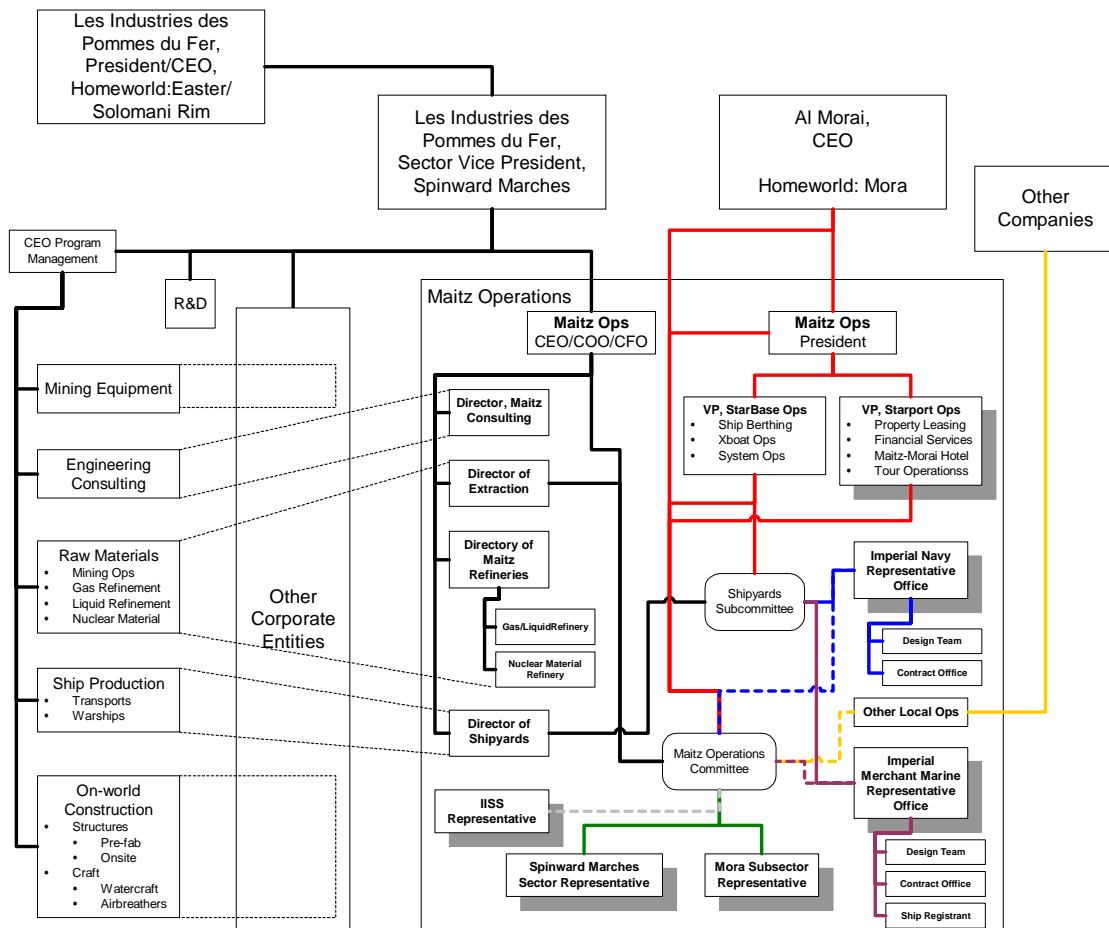 Les Industries des
Pommes du Fer,
President/CEO,
Homeworld:Easter/
Solomani Rim
Les Industries des
Pommes du Fer,
Sector Vice President,
Spinward Marches
Al Morai,
CEO
Homeworld: Mora
Other
Companies
CEO Program
Management
R&D
Maitz Operations
Maitz Ops
CEO/COO/CFO
Maitz Ops
President
Mining Equipment
Engineering
Consulting
Raw Materials
• Mining Ops
• Gas Refinement
• Liquid Refinement
• Nuclear Material
Ship Production
• Transports
• Warships
On-world
Construction
• Structures
• Pre-fab
• Onsite
• Craft
• Watercraft
• Airbreathers
Other
Corporate
Entities
Director, Maitz
Consulting
Director of
Extraction
Directory of
Maitz
Refineries
Gas/LiquidRefinery
Nuclear Material
Refinery
Director of
Shipyards
VP, StarBase Ops
• Ship Berthing
• Xboat Ops
• System Ops
VP, Starport Ops
• Property Leasing
• Financial Services
• Maitz-Morai Hotel
• Tour Operationss
Shipyards
Subcommittee
Imperial Navy
Representative
Office
Design Team
Contract Offfice
Other Local Ops
Maitz Operations
Committee
Imperial
Merchant Marine
Representative
Office
Design Team
Contract Offfice
Ship Registrant
IISS
Representative
Spinward Marches
Sector Representative
Mora Subsector
Representative